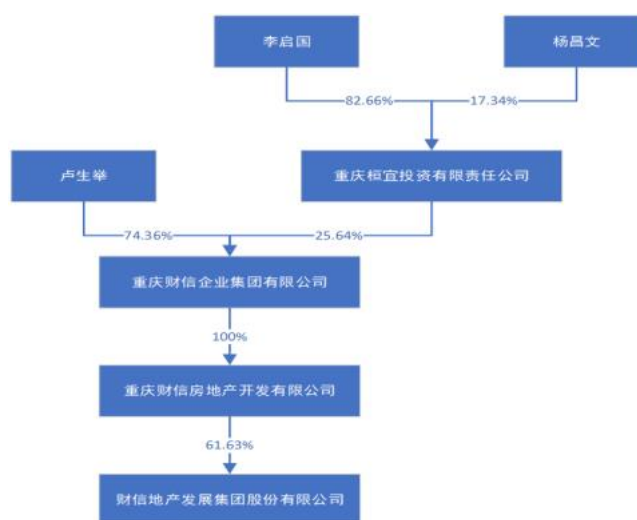 李启国
杨昌文
82.66%
17.34%
卢生举
重庆桓宜投资有限责任公司
74.36%
25.64%
重庆财信企业集团有限公司
100%
重庆财信房地产开发有限公司
61.63%
财信地产发展集团股份有限公司